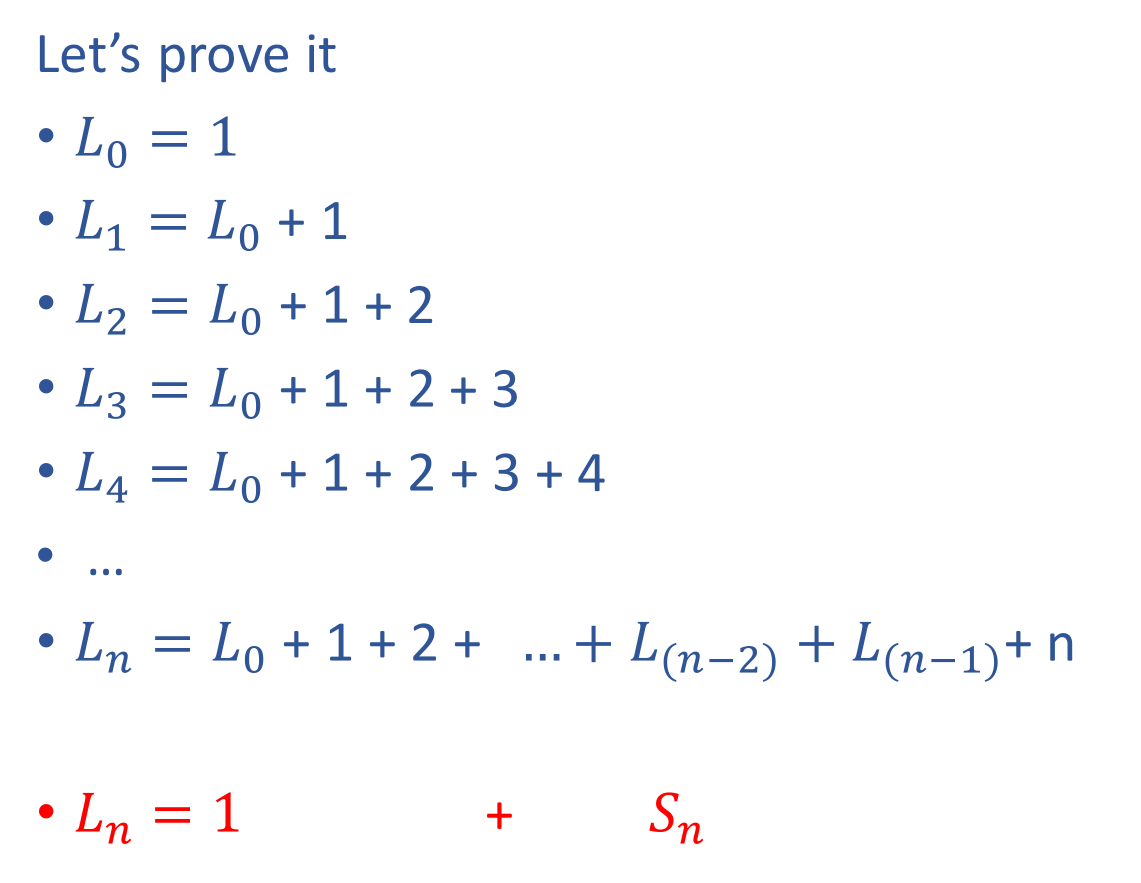 Let's prove it
• L₀ = 1
• L₁ = L₀ + 1
• L₂ = L₀ + 1 + 2
• L₃ = L₀ + 1 + 2 + 3
• L₄ = L₀ + 1 + 2 + 3 + 4
• ...
• Lₙ = L₀ + 1 + 2 + ... + L₍ₙ₋₂₎ + L₍ₙ₋₁₎+ n
• Lₙ = 1 + Sₙ